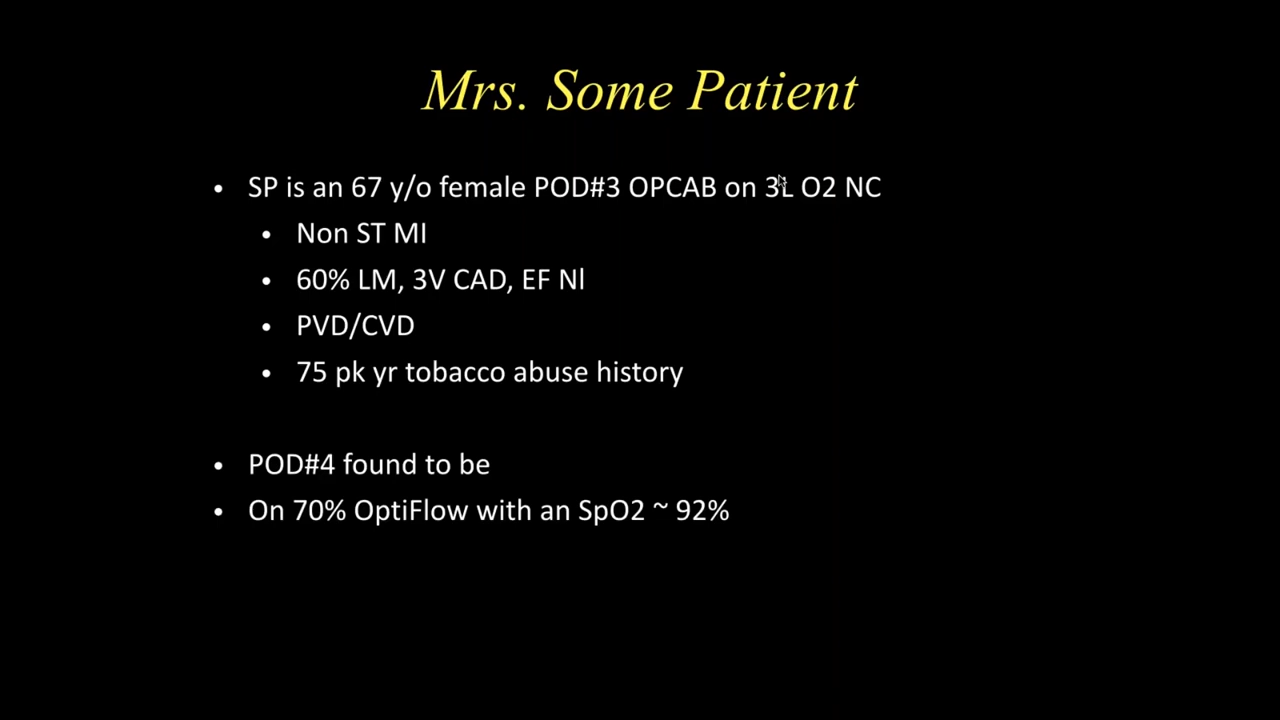 Mrs. Some Patient
• SP is an 67 y/o female POD#3 OPCAB on 3L O2 NC
• Non ST MI
• 60% LM, 3V CAD, EF Nl
• PVD/CVD
• 75 pk yr tobacco abuse history
• POD#4 found to be
• On 70% OptiFlow with an SpO2 ~ 92%